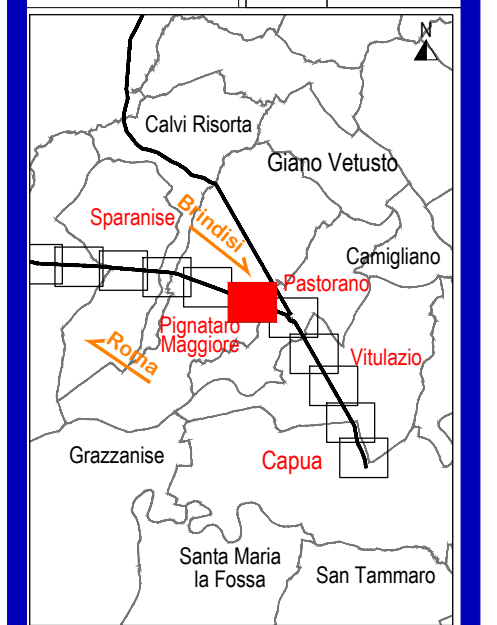 N
Calvi Risorta
Giano Vetusto
Sparanise
Brindisi
Camigliano
Pastorano
Pignataro
Maggiore
Roma
Vitulazio
Grazzanise
Capua
Santa Maria
la Fossa
San Tammaro